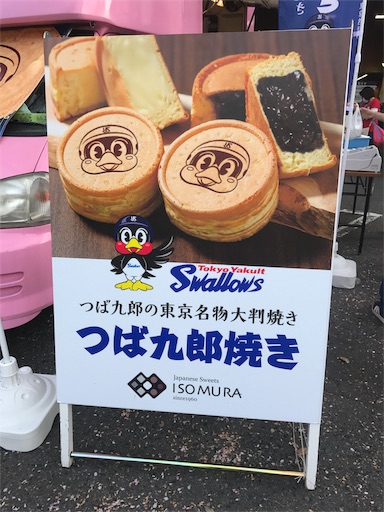 Tokyo Yakult
Swallows
つば九郎の東京名物大判焼き
つば九郎焼き
Japanese Sweets
ISOMURA
since1960